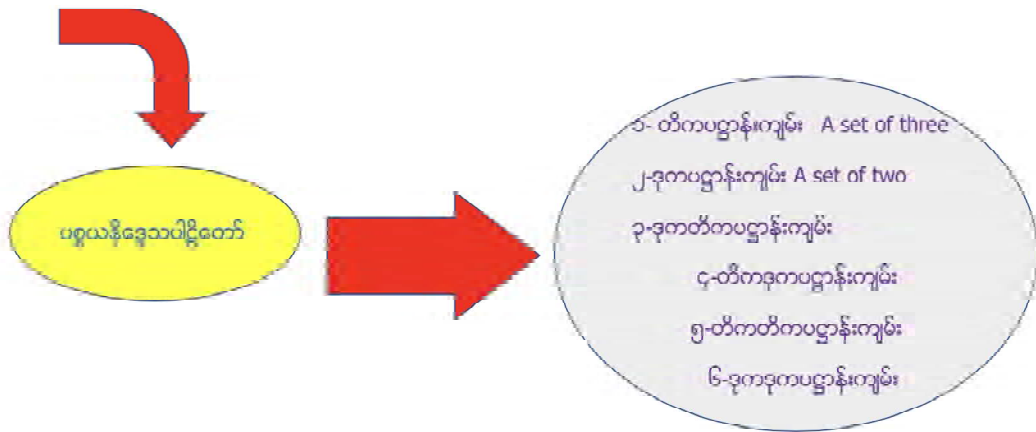 ပစ္စယနိဒ္ဒေသပါဠိတော်
၁- တိကပဋ္ဌာန်းကျမ်း A set of three
၂-ဒုကပဋ္ဌာန်းကျမ်း A set of two
၃-ဒုကတိကပဋ္ဌာန်းကျမ်း
၄-တိကဒုကပဋ္ဌာန်းကျမ်း
၅-တိကတိကပဋ္ဌာန်းကျမ်း
၆-ဒုကဒုကပဋ္ဌာန်းကျမ်း